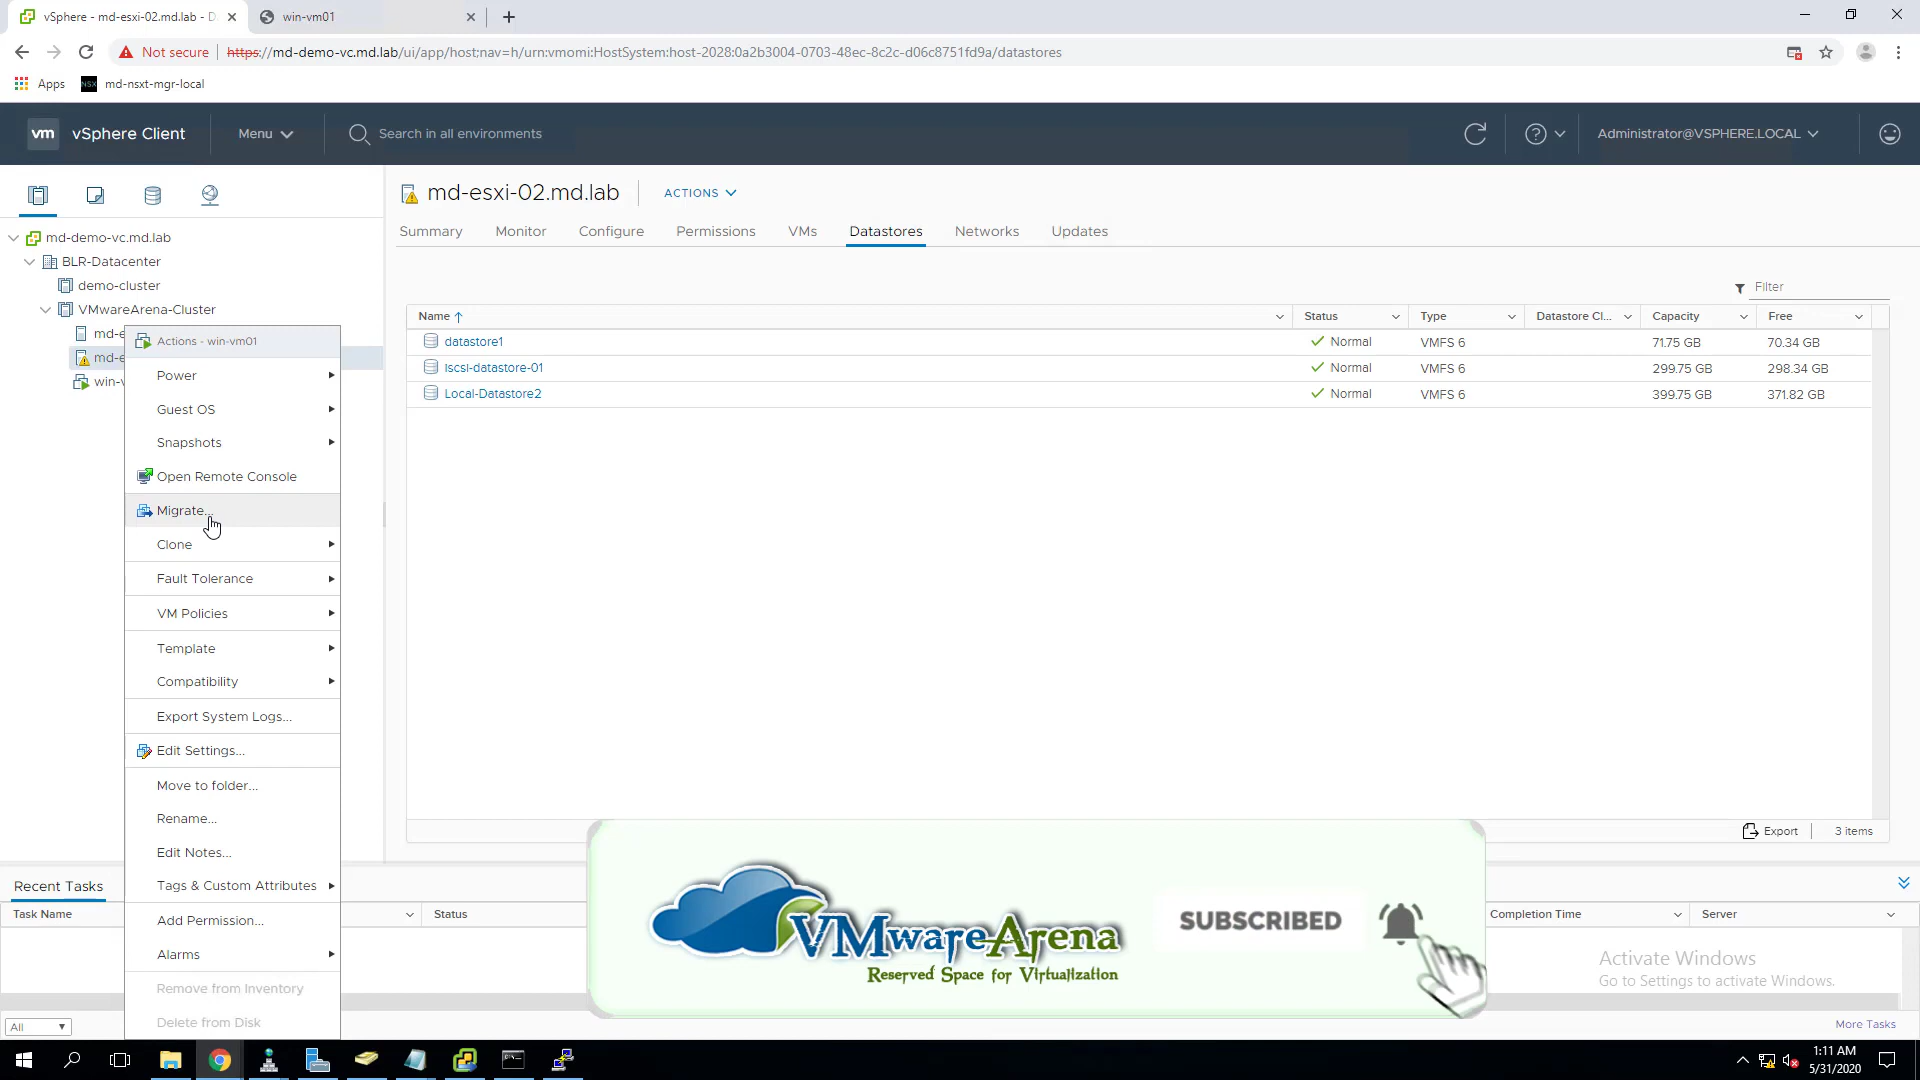 vSphere - md-esxi-02.md.lab - D
win-vm01
Not secure
https://md-demo-vc.md.lab/ui/app/host;nav=h/urn:vmomi:HostSystem:host-2028:0a2b3004-0703-48ec-8c2c-d06c8751fd9a/datastores
Apps
NSX
md-nsxt-mgr-local
vm
vSphere Client
Menu
Search in all environments
Administrator@VSPHERE.LOCAL
md-esxi-02.md.lab
ACTIONS
Summary
Monitor
Configure
Permissions
VMs
Datastores
Networks
Updates
md-demo-vc.md.lab
BLR-Datacenter
demo-cluster
VMwareArena-Cluster
md-e
md-e
win-v
Actions - win-vm01
Power
Guest OS
Snapshots
Open Remote Console
Migrate...
Clone
Fault Tolerance
VM Policies
Template
Compatibility
Export System Logs...
Edit Settings...
Move to folder...
Rename...
Edit Notes...
Tags & Custom Attributes
Add Permission...
Alarms
Remove from Inventory
Delete from Disk
Filter
Name
Status
Type
Datastore Cl...
Capacity
Free
datastore1
Normal
VMFS 6
71.75 GB
70.34 GB
Iscsi-datastore-01
Normal
VMFS 6
299.75 GB
298.34 GB
Local-Datastore2
Normal
VMFS 6
399.75 GB
371.82 GB
Export
3 items
Recent Tasks
Task Name
Status
Completion Time
Server
VMwareArena
Reserved Space for Virtualization
SUBSCRIBED
Activate Windows
Go to Settings to activate Windows.
All
More Tasks
1:11 AM
5/31/2020